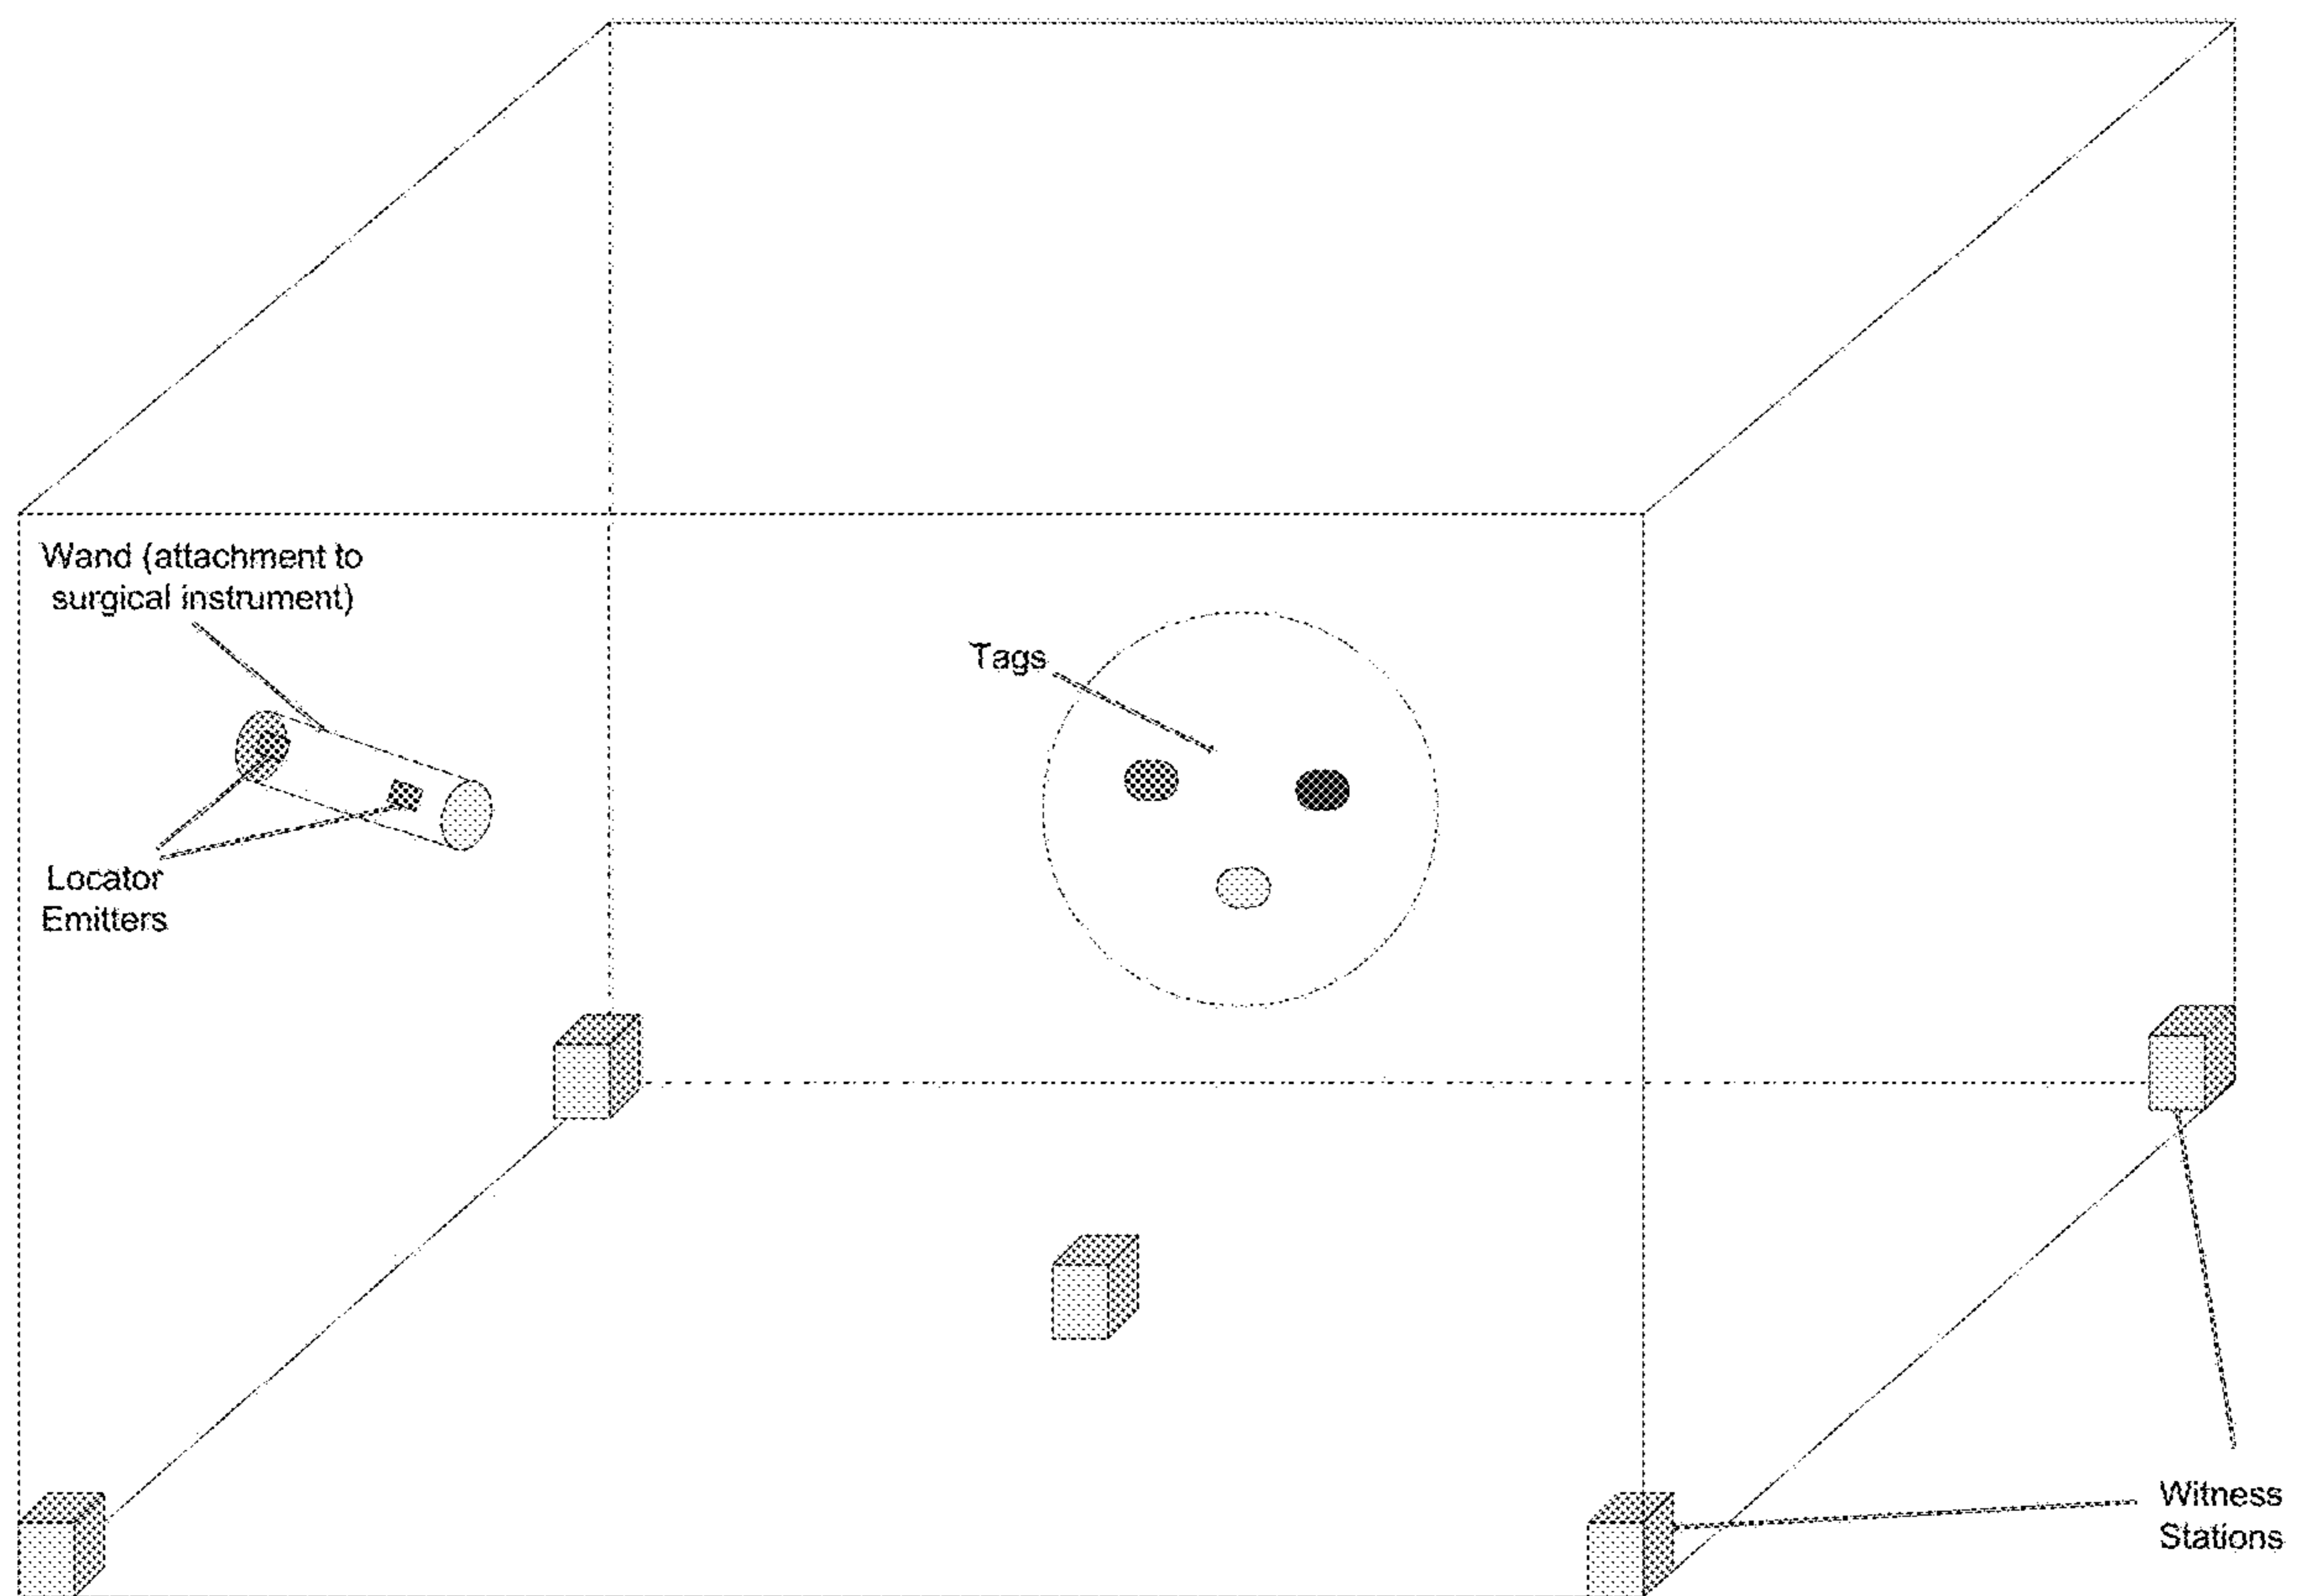 Wand (attachment to
surgical instrument)
Tags
Locator
Emitters
Witness
Stations